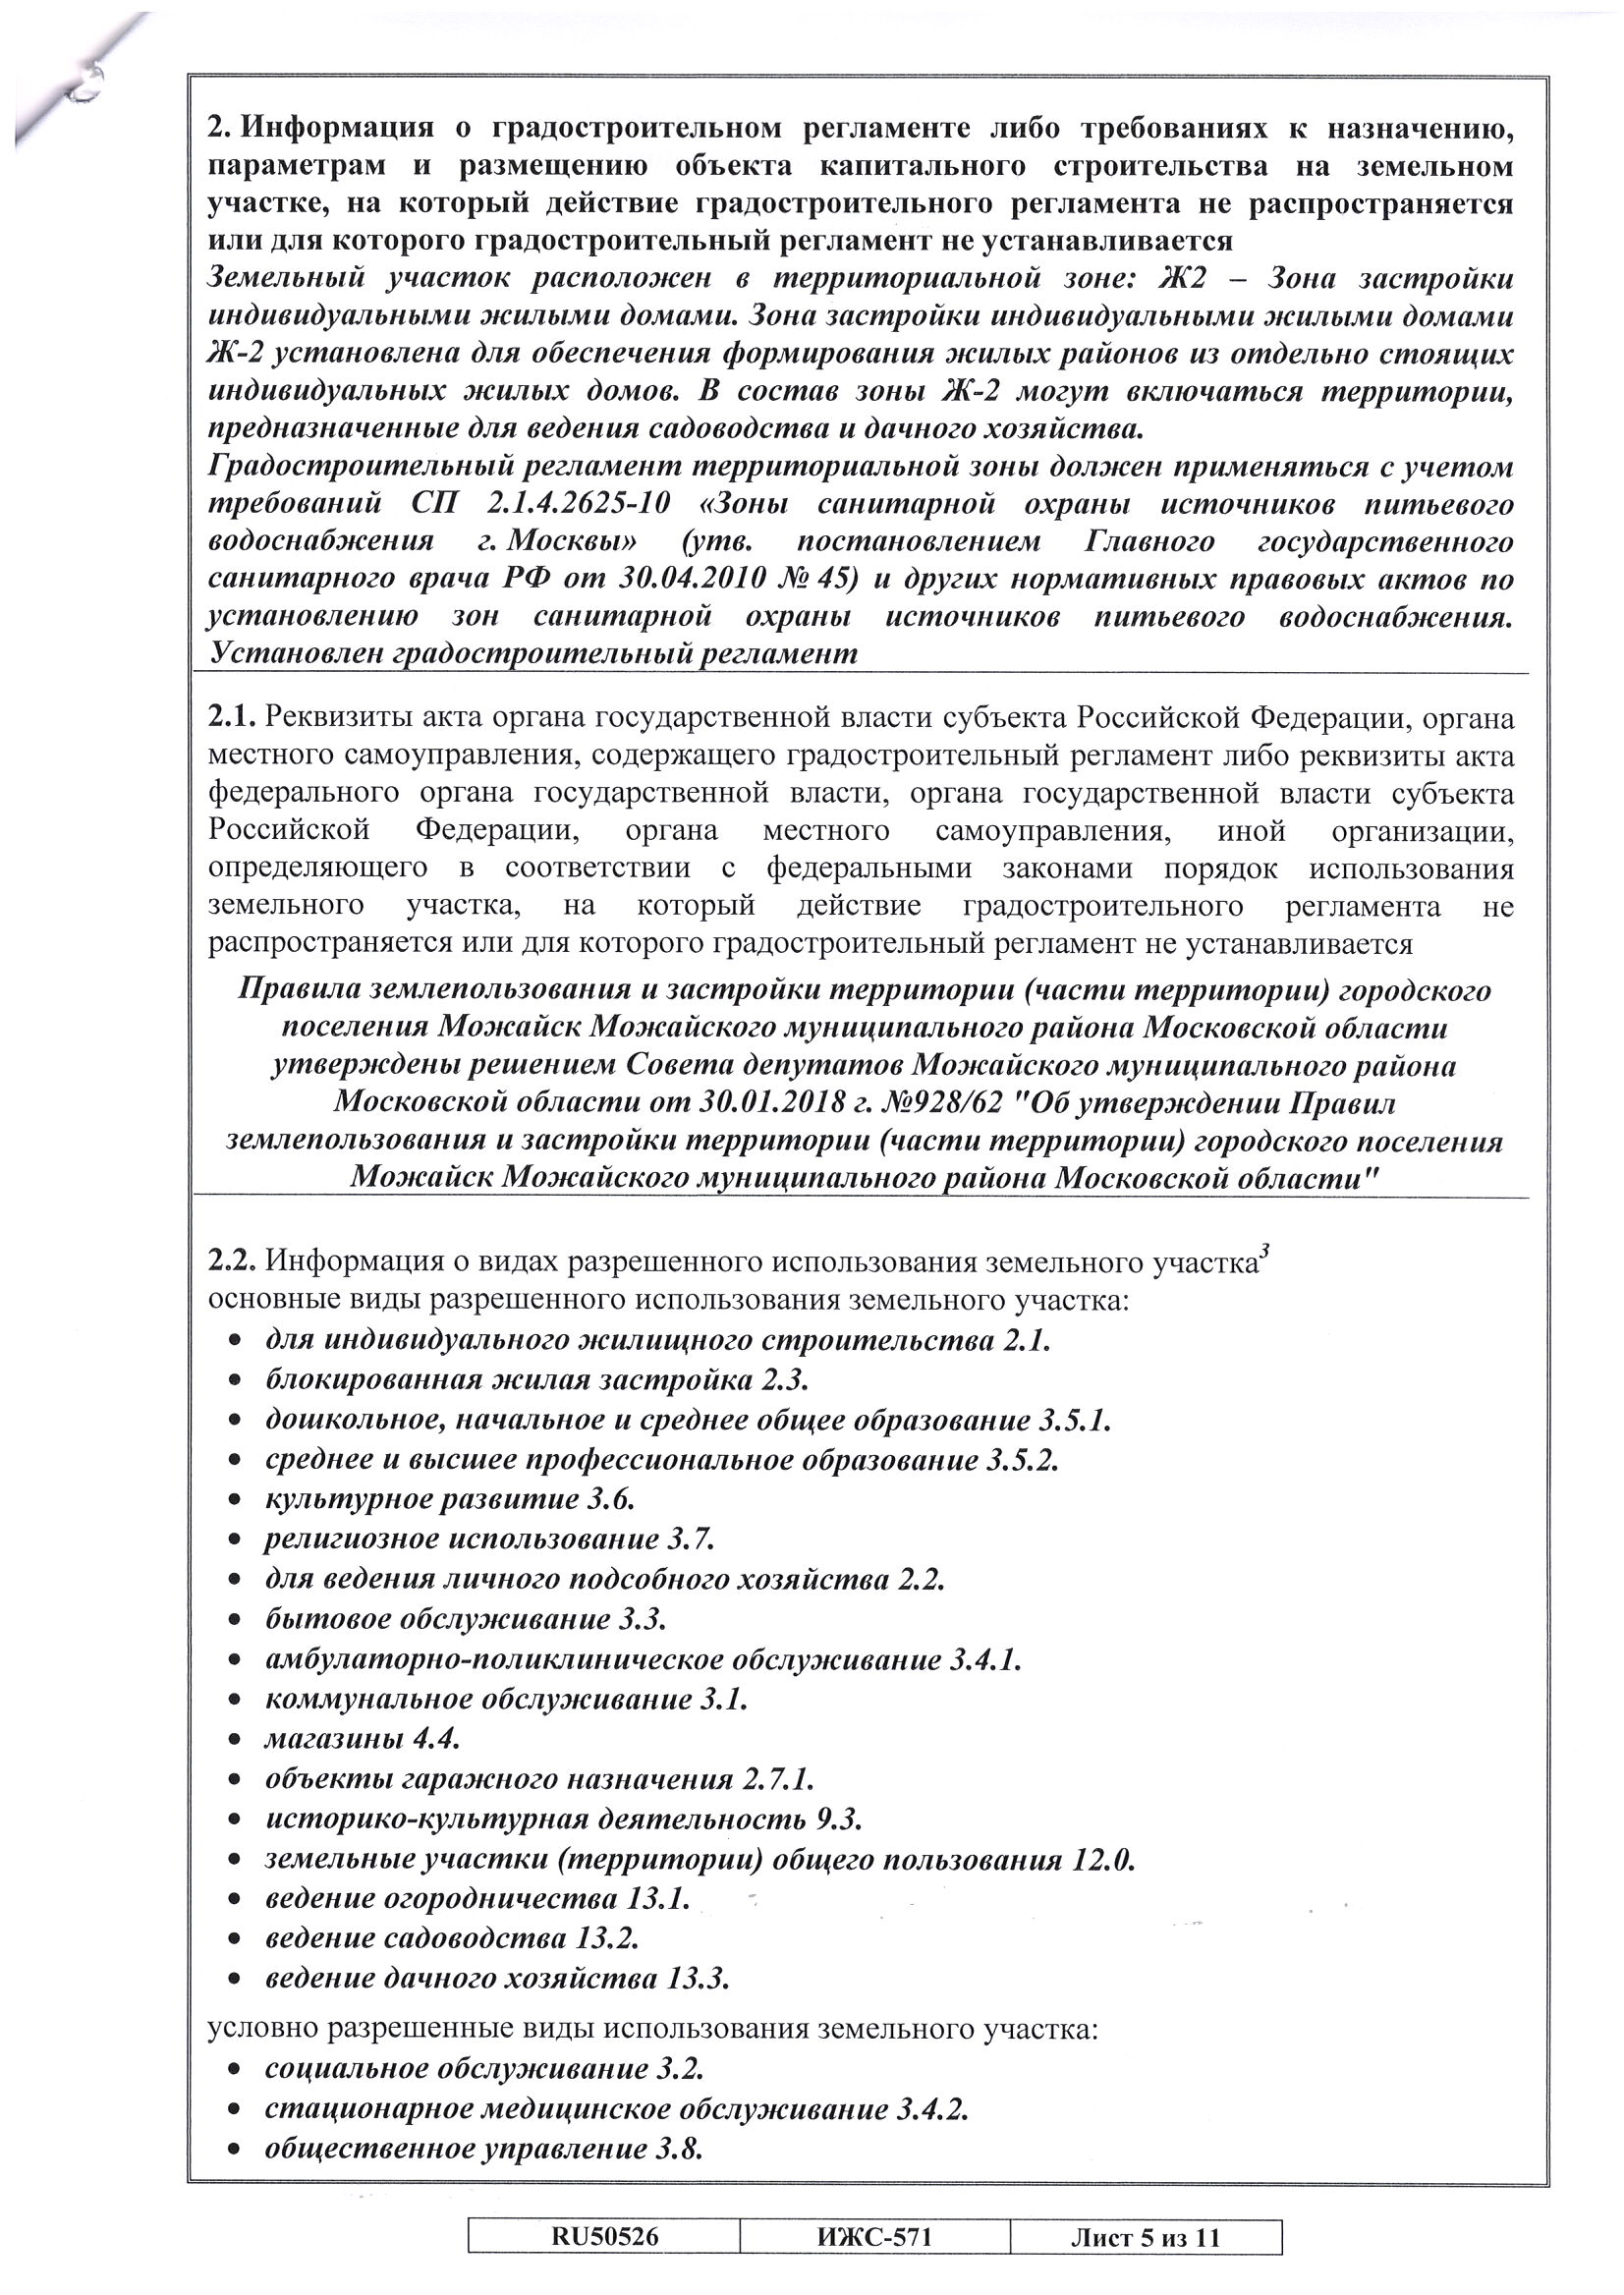 2. Информация о градостроительном регламенте либо требованиях к назначению,
параметрам и размещению объекта капитального строительства на земельном
участке, на который действие градостроительного регламента не распространяется
или для которого градостроительный регламент не устанавливается
Земельный участок расположен в территориальной зоне: Ж2 – Зона застройки
индивидуальными жилыми домами. Зона застройки индивидуальными жилыми домами
Ж-2 установлена для обеспечения формирования жилых районов из отдельно стоящих
индивидуальных жилых домов. В состав зоны Ж-2 могут включаться территории,
предназначенные для ведения садоводства и дачного хозяйства.
Градостроительный регламент территориальной зоны должен применяться с учетом
требований СП 2.1.4.2625-10 «Зоны санитарной охраны источников питьевого
водоснабжения г. Москвы» (утв. постановлением Главного государственного
санитарного врача РФ от 30.04.2010 № 45) и других нормативных правовых актов по
установлению зон санитарной охраны источников питьевого водоснабжения.
Установлен градостроительный регламент
2.1. Реквизиты акта органа государственной власти субъекта Российской Федерации, органа
местного самоуправления, содержащего градостроительный регламент либо реквизиты акта
федерального органа государственной власти, органа государственной власти субъекта
Российской Федерации, органа местного самоуправления, иной организации,
определяющего в соответствии с федеральными законами порядок использования
земельного участка, на который действие градостроительного регламента не
распространяется или для которого градостроительный регламент не устанавливается
Правила землепользования и застройки территории (части территории) городского
поселения Можайск Можайского муниципального района Московской области
утверждены решением Совета депутатов Можайского муниципального района
Московской области от 30.01.2018 г. №928/62 "Об утверждении Правил
землепользования и застройки территории (части территории) городского поселения
Можайск Можайского муниципального района Московской области"
2.2. Информация о видах разрешенного использования земельного участка³
основные виды разрешенного использования земельного участка:
• для индивидуального жилищного строительства 2.1.
• блокированная жилая застройка 2.3.
• дошкольное, начальное и среднее общее образование 3.5.1.
• среднее и высшее профессиональное образование 3.5.2.
• культурное развитие 3.6.
• религиозное использование 3.7.
• для ведения личного подсобного хозяйства 2.2.
• бытовое обслуживание 3.3.
• амбулаторно-поликлиническое обслуживание 3.4.1.
• коммунальное обслуживание 3.1.
• магазины 4.4.
• объекты гаражного назначения 2.7.1.
• историко-культурная деятельность 9.3.
• земельные участки (территории) общего пользования 12.0.
• ведение огородничества 13.1.
• ведение садоводства 13.2.
• ведение дачного хозяйства 13.3.
условно разрешенные виды использования земельного участка:
• социальное обслуживание 3.2.
• стационарное медицинское обслуживание 3.4.2.
• общественное управление 3.8.
RU50526 ИЖС-571 Лист 5 из 11